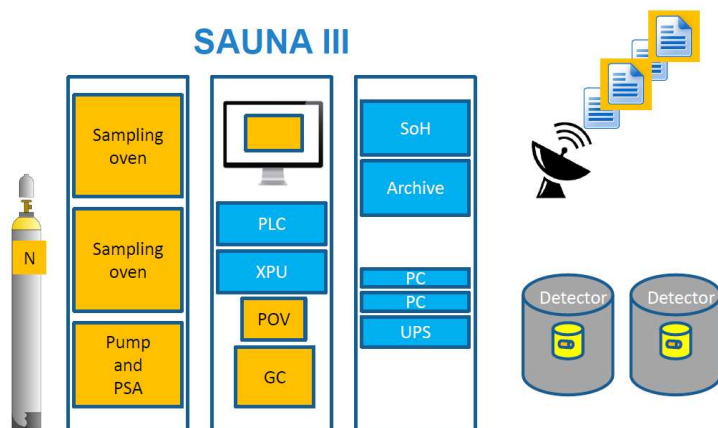 SAUNA III
Sampling
oven
Sampling
oven
Pump
and
PSA
N
PLC
XPU
POV
GC
SoH
Archive
PC
PC
UPS
Detector
Detector